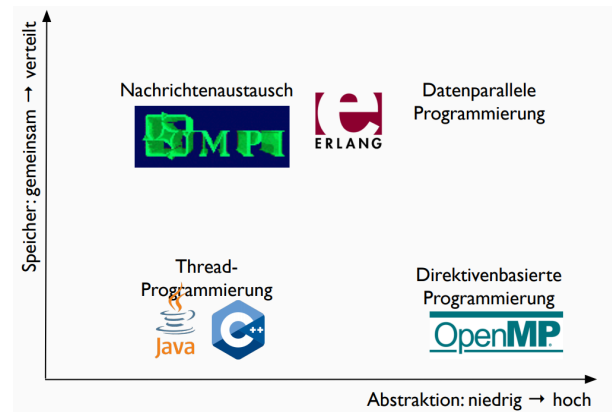 Speicher: gemeinsam → verteilt
Nachrichtenaustausch
MPI
e
ERLANG
Datenparallele
Programmierung
Thread-
Programmierung
Java
C++
Direktivenbasierte
Programmierung
OpenMP
Abstraktion: niedrig → hoch